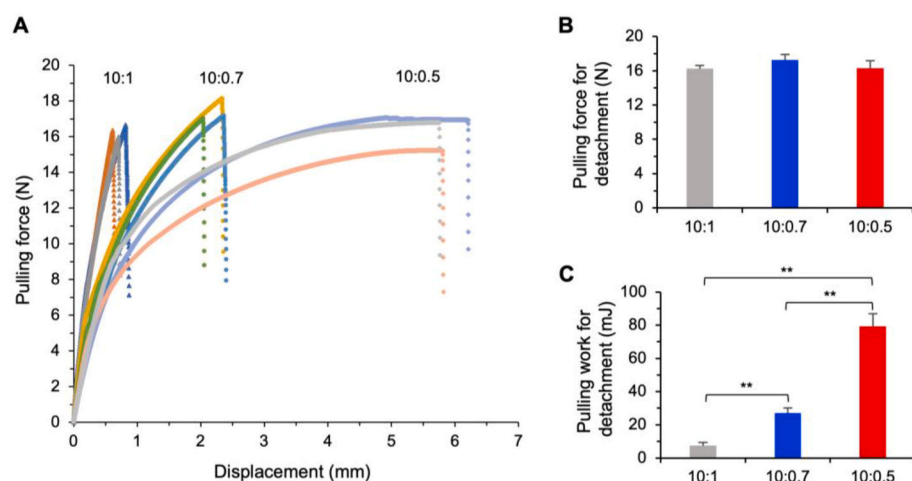 A
10:1
10:0.7
10:0.5
20
18
16
14
12
10
8
6
4
2
0
0 1 2 3 4 5 6 7
Pulling force (N)
Displacement (mm)
B
Pulling force for
detachment (N)
20
16
12
8
4
0
10:1 10:0.7 10:0.5
C
Pulling work for
detachment (mJ)
**
**
**
100
80
60
40
20
0
10:1 10:0.7 10:0.5